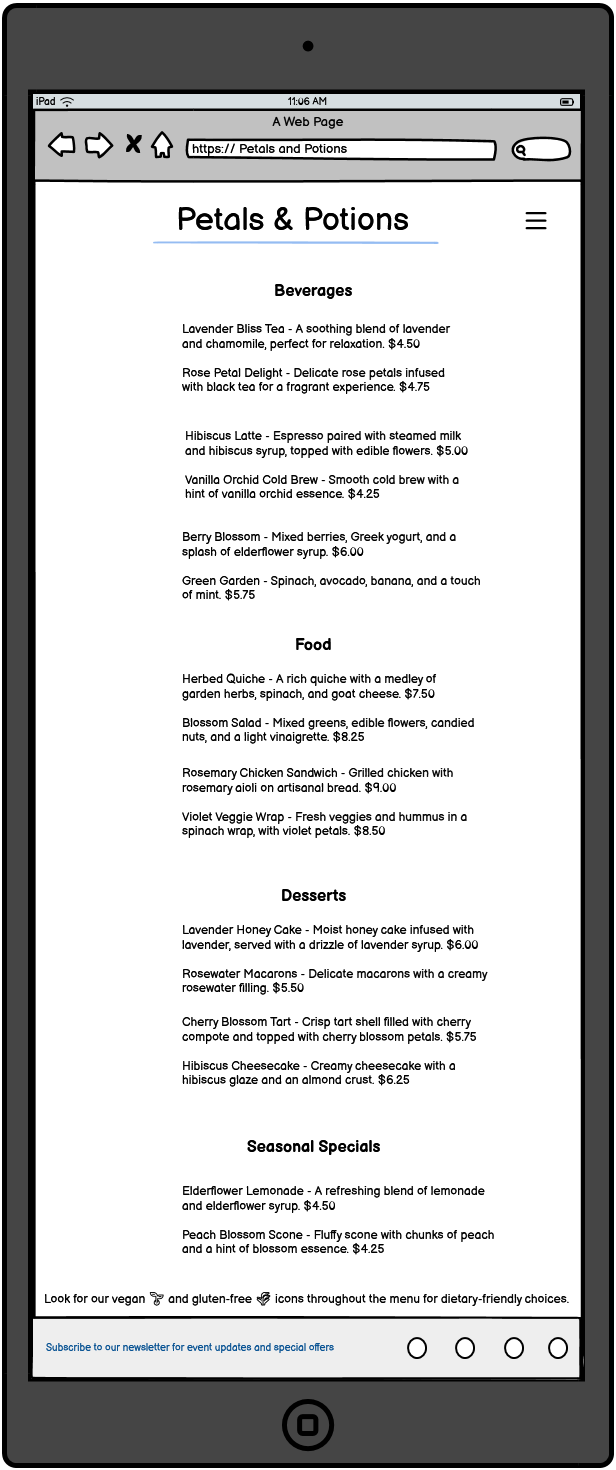 iPad
11:06 AM
A Web Page
https:// Petals and Potions
Petals & Potions
Beverages
Lavender Bliss Tea - A soothing blend of lavender
and chamomile, perfect for relaxation. $4.50
Rose Petal Delight - Delicate rose petals infused
with black tea for a fragrant experience. $4.75
Hibiscus Latte - Espresso paired with steamed milk
and hibiscus syrup, topped with edible flowers. $5.00
Vanilla Orchid Cold Brew - Smooth cold brew with a
hint of vanilla orchid essence. $4.25
Berry Blossom - Mixed berries, Greek yogurt, and a
splash of elderflower syrup. $6.00
Green Garden - Spinach, avocado, banana, and a touch
of mint. $5.75
Food
Herbed Quiche - A rich quiche with a medley of
garden herbs, spinach, and goat cheese. $7.50
Blossom Salad - Mixed greens, edible flowers, candied
nuts, and a light vinaigrette. $8.25
Rosemary Chicken Sandwich - Grilled chicken with
rosemary aioli on artisanal bread. $9.00
Violet Veggie Wrap - Fresh veggies and hummus in a
spinach wrap, with violet petals. $8.50
Desserts
Lavender Honey Cake - Moist honey cake infused with
lavender, served with a drizzle of lavender syrup. $6.00
Rosewater Macarons - Delicate macarons with a creamy
rosewater filling. $5.50
Cherry Blossom Tart - Crisp tart shell filled with cherry
compote and topped with cherry blossom petals. $5.75
Hibiscus Cheesecake - Creamy cheesecake with a
hibiscus glaze and an almond crust. $6.25
Seasonal Specials
Elderflower Lemonade - A refreshing blend of lemonade
and elderflower syrup. $4.50
Peach Blossom Scone - Fluffy scone with chunks of peach
and a hint of blossom essence. $4.25
Look for our vegan and gluten-free icons throughout the menu for dietary-friendly choices.
Subscribe to our newsletter for event updates and special offers